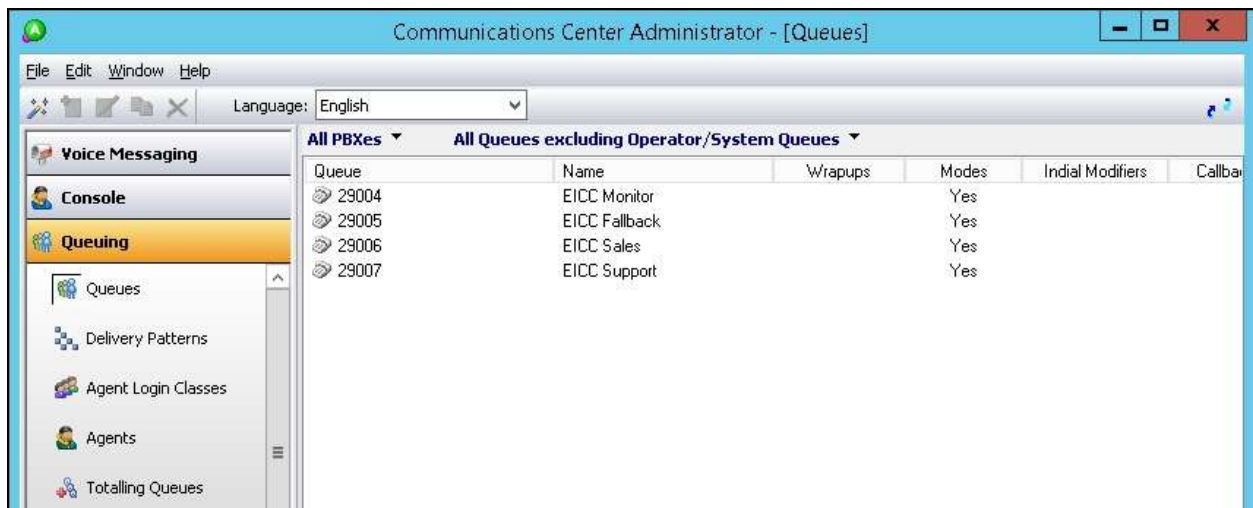 Communications Center Administrator - [Queues]
File Edit Window Help
Language: English
All PBXes All Queues excluding Operator/System Queues
Voice Messaging
Console
Queuing
Queues
Delivery Patterns
Agent Login Classes
Agents
Totalling Queues
Queue Name Wrapups Modes Indial Modifiers Callba
29004 EICC Monitor Yes
29005 EICC Fallback Yes
29006 EICC Sales Yes
29007 EICC Support Yes